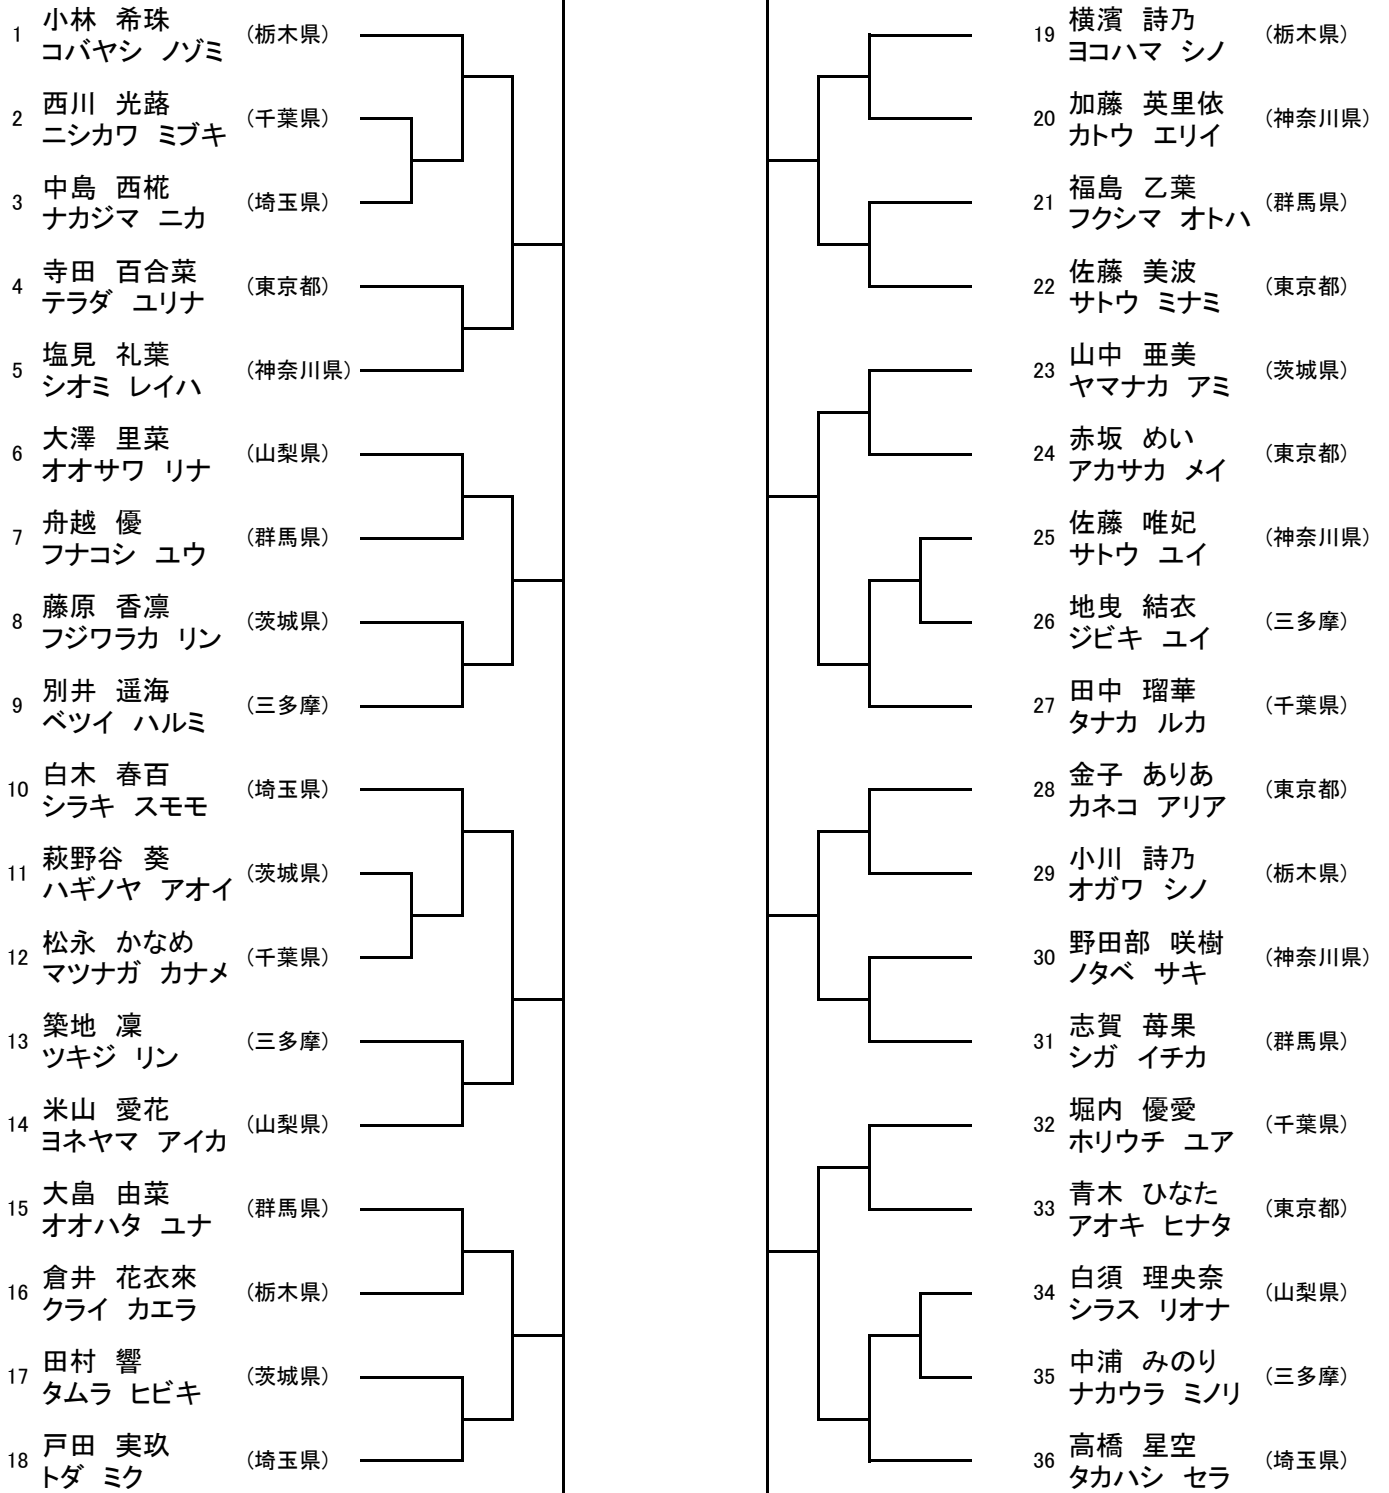 1 小林 希珠 (栃木県)
コバヤシ ノゾミ
2 西川 光蕗 (千葉県)
ニシカワ ミブキ
3 中島 西椛 (埼玉県)
ナカジマ ニカ
4 寺田 百合菜 (東京都)
テラダ ユリナ
5 塩見 礼葉 (神奈川県)
シオミ レイハ
6 大澤 里菜 (山梨県)
オオサワ リナ
7 舟越 優 (群馬県)
フナコシ ユウ
8 藤原 香凛 (茨城県)
フジワラカ リン
9 別井 遥海 (三多摩)
ベツイ ハルミ
10 白木 春百 (埼玉県)
シラキ スモモ
11 萩野谷 葵 (茨城県)
ハギノヤ アオイ
12 松永 かなめ (千葉県)
マツナガ カナメ
13 築地 凜 (三多摩)
ツキジ リン
14 米山 愛花 (山梨県)
ヨネヤマ アイカ
15 大畠 由菜 (群馬県)
オオハタ ユナ
16 倉井 花衣來 (栃木県)
クライ カエラ
17 田村 響 (茨城県)
タムラ ヒビキ
18 戸田 実玖 (埼玉県)
トダ ミク
19 横濱 詩乃 (栃木県)
ヨコハマ シノ
20 加藤 英里依 (神奈川県)
カトウ エリイ
21 福島 乙葉 (群馬県)
フクシマ オトハ
22 佐藤 美波 (東京都)
サトウ ミナミ
23 山中 亜美 (茨城県)
ヤマナカ アミ
24 赤坂 めい (東京都)
アカサカ メイ
25 佐藤 唯妃 (神奈川県)
サトウ ユイ
26 地曳 結衣 (三多摩)
ジビキ ユイ
27 田中 瑠華 (千葉県)
タナカ ルカ
28 金子 ありあ (東京都)
カネコ アリア
29 小川 詩乃 (栃木県)
オガワ シノ
30 野田部 咲樹 (神奈川県)
ノタベ サキ
31 志賀 苺果 (群馬県)
シガ イチカ
32 堀内 優愛 (千葉県)
ホリウチ ユア
33 青木 ひなた (東京都)
アオキ ヒナタ
34 白須 理央奈 (山梨県)
シラス リオナ
35 中浦 みのり (三多摩)
ナカウラ ミノリ
36 高橋 星空 (埼玉県)
タカハシ セラ